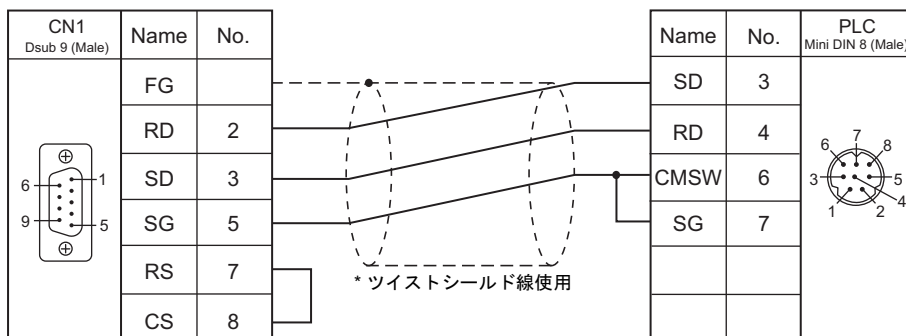 CN1
Dsub 9 (Male)
Name No.
FG
RD 2
SD 3
SG 5
RS 7
CS 8
1
6
9
5
* ツイストシールド線使用
Name No.
SD 3
RD 4
CMSW 6
SG 7
PLC
Mini DIN 8 (Male)
7
6 8
3 5
4
1 2